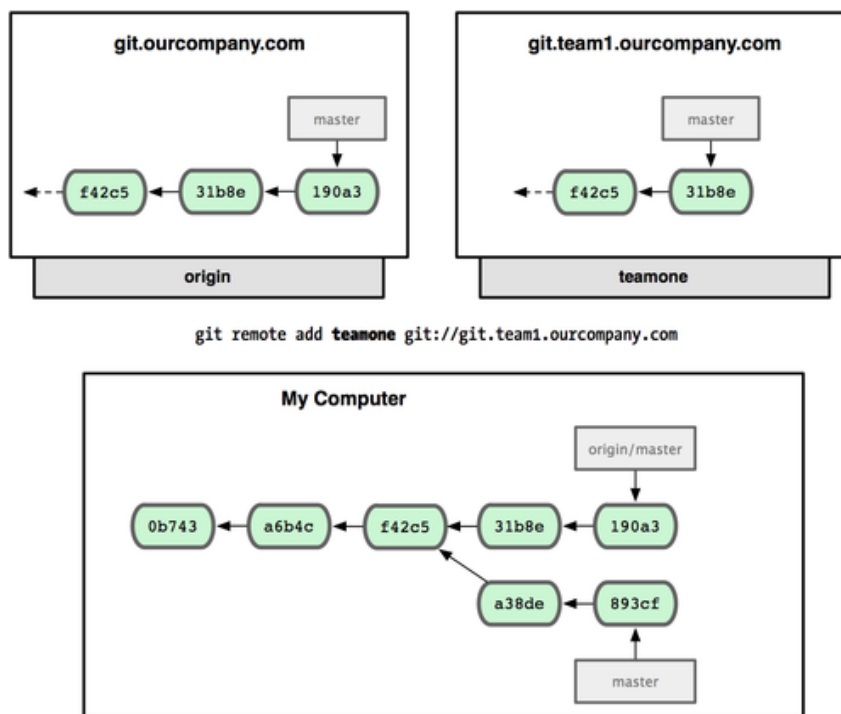 git.ourcompany.com
master
f42c5
31b8e
190a3
origin
git.team1.ourcompany.com
master
f42c5
31b8e
teamone
git remote add teamone git://git.team1.ourcompany.com
My Computer
origin/master
0b743
a6b4c
f42c5
31b8e
190a3
a38de
893cf
master